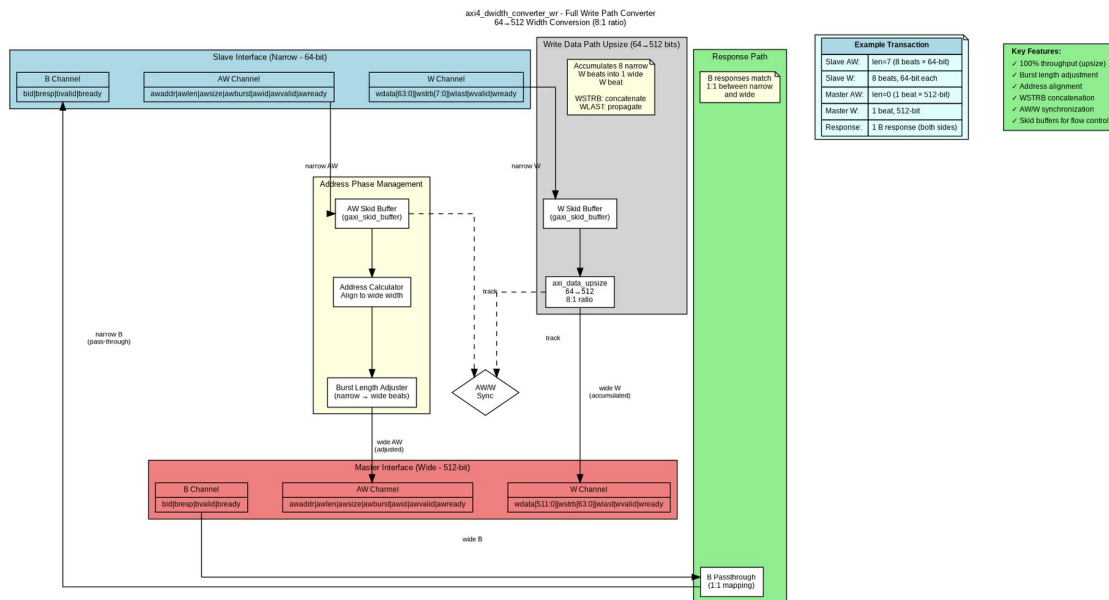 axi4_dwidth_converter_wr - Full Write Path Converter
64→512 Width Conversion (8:1 ratio)
Slave Interface (Narrow - 64-bit)
B Channel
bid|bresp|bvalid|bready
AW Channel
awaddr|awlen|awsize|awburst|awid|awvalid|awready
W Channel
wdata[63:0]|wstrb[7:0]|wlast|wvalid|wready
Write Data Path Upsize (64→512 bits)
Accumulates 8 narrow
W beats into 1 wide
W beat
WSTRB: concatenate
WLAST: propagate
Response Path
B responses match
1:1 between narrow
and wide
Example Transaction
Slave AW: len=7 (8 beats × 64-bit)
Slave W: 8 beats, 64-bit each
Master AW: len=0 (1 beat × 512-bit)
Master W: 1 beat, 512-bit
Response: 1 B response (both sides)
Key Features:
✓ 100% throughput (upsize)
✓ Burst length adjustment
✓ Address alignment
✓ WSTRB concatenation
✓ AW/W synchronization
✓ Skid buffers for flow control
narrow AW
narrow W
Address Phase Management
AW Skid Buffer
(gaxi_skid_buffer)
W Skid Buffer
(gaxi_skid_buffer)
Address Calculator
Align to wide width
axi_data_upsize
64→512
8:1 ratio
track
track
narrow B
(pass-through)
Burst Length Adjuster
(narrow → wide beats)
AW/W
Sync
wide W
(accumulated)
wide AW
(adjusted)
Master Interface (Wide - 512-bit)
B Channel
bid|bresp|bvalid|bready
AW Channel
awaddr|awlen|awsize|awburst|awid|awvalid|awready
W Channel
wdata[511:0]|wstrb[63:0]|wlast|wvalid|wready
wide B
B Passthrough
(1:1 mapping)